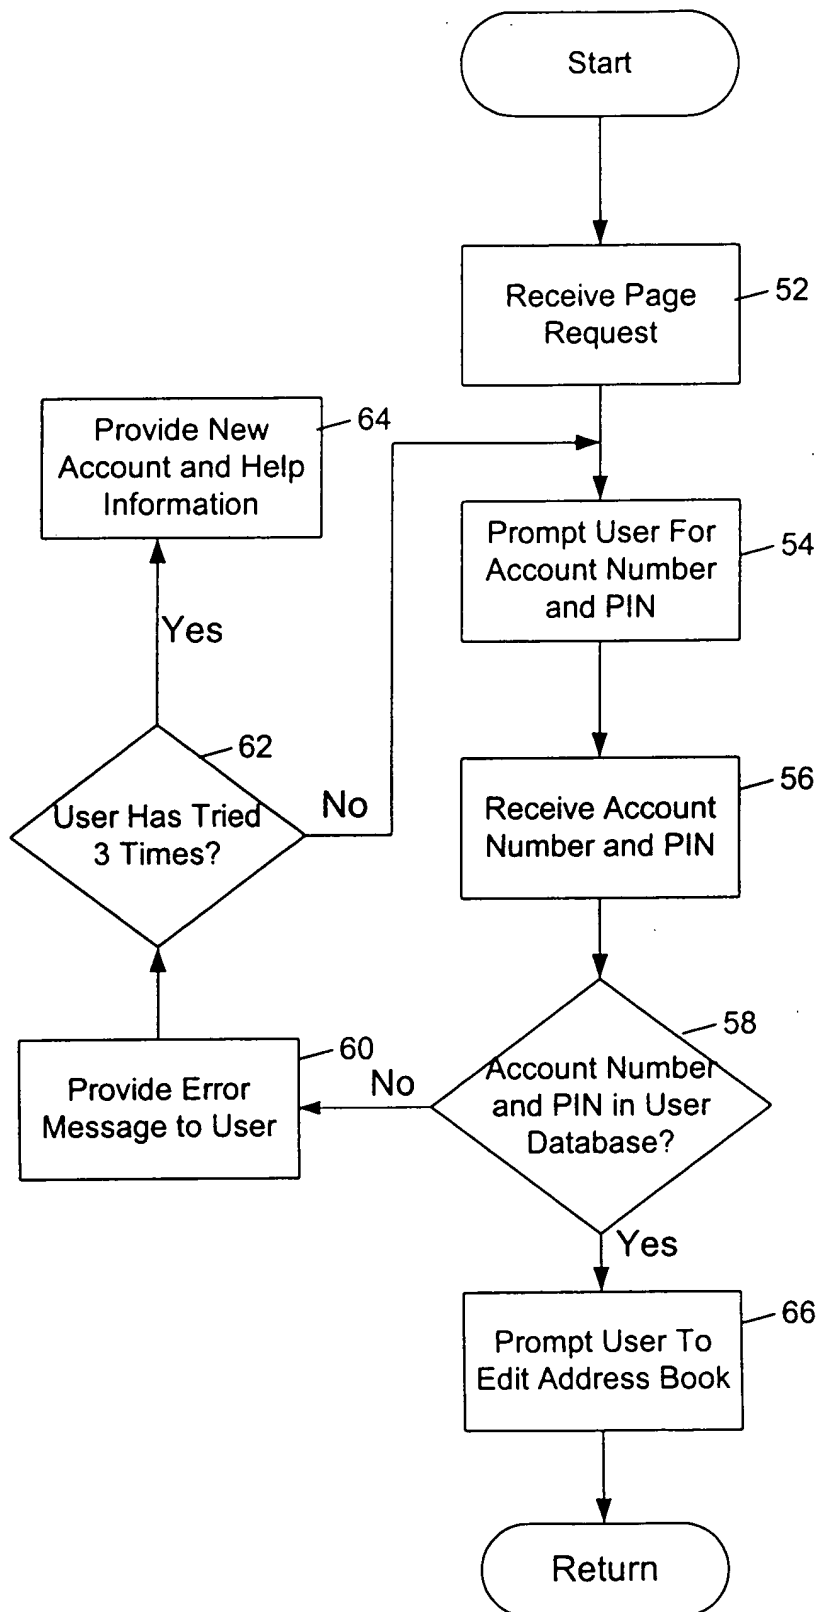 Start
Receive Page
Request
52
Provide New
Account and Help
Information
64
Prompt User For
Account Number
and PIN
54
Yes
62
User Has Tried
3 Times?
No
Receive Account
Number and PIN
56
58
Account Number
and PIN in User
Database?
60
No
Provide Error
Message to User
Yes
66
Prompt User To
Edit Address Book
Return